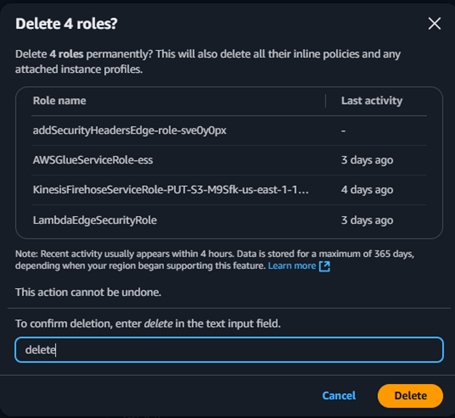 Delete 4 roles?
Delete 4 roles permanently? This will also delete all their inline policies and any
attached instance profiles.
Role name Last activity
addSecurityHeadersEdge-role-sve0y0px -
AWSGlueServiceRole-ess 3 days ago
KinesisFirehoseServiceRole-PUT-S3-M9Sfk-us-east-1-1... 4 days ago
LambdaEdgeSecurityRole 3 days ago
Note: Recent activity usually appears within 4 hours. Data is stored for a maximum of 365 days,
depending when your region began supporting this feature. Learn more
This action cannot be undone.
To confirm deletion, enter delete in the text input field.
delete
Cancel Delete